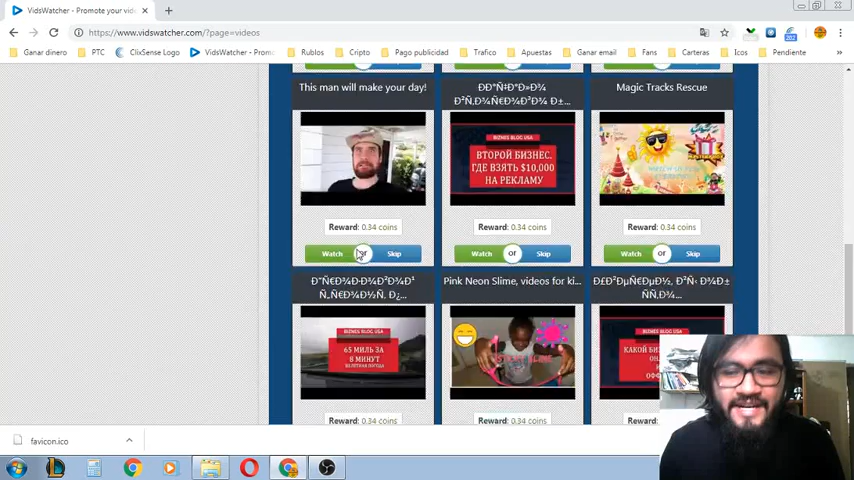 VidsWatcher - Promote your vide
https://www.vidswatcher.com/?page=videos
Ganar dinero PTC ClixSense Logo VidsWatcher - Promo Rublos Cripto Pago publicidad Trafico Apuestas Ganar email Fans Carteras Icos Pendiente
This man will make your day!
Magic Tracks Rescue
BIZNES BLOG USA
ВТОРОЙ БИЗНЕС.
ГДЕ ВЗЯТЬ $10,000
НА РЕКЛАМУ
Reward: 0.34 coins
Reward: 0.34 coins
Reward: 0.34 coins
Watch or Skip
Watch or Skip
Watch or Skip
Pink Neon Slime, videos for ki...
BIZNES BLOG USA
65 МИЛЬ ЗА
8 МИНУТ
BIZNES BLOG USA
Reward: 0.34 coins
Reward: 0.34 coins
favicon.ico